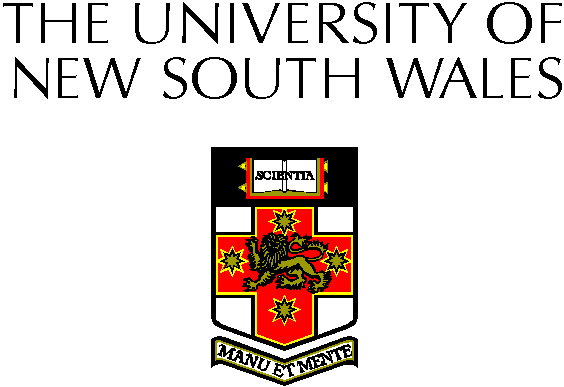 THE UNIVERSITY OF
NEW SOUTH WALES
SCIENTIA
MANU ET MENTE